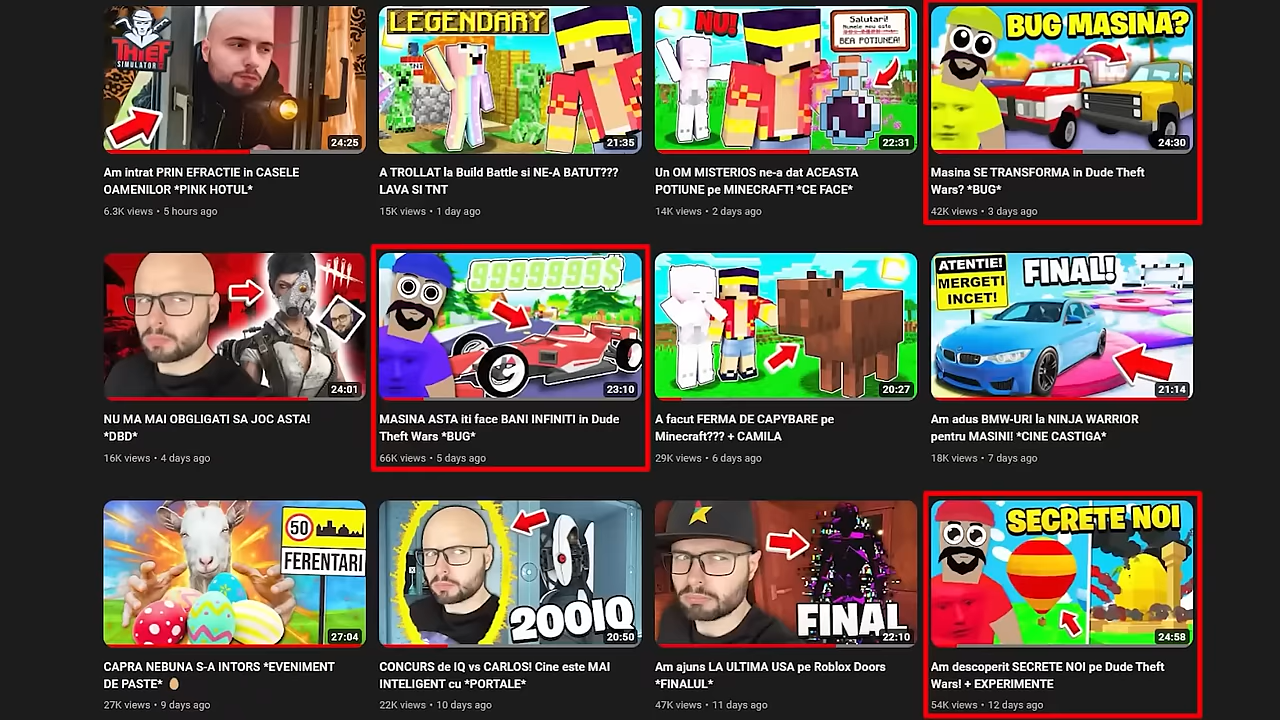 THIEF
SIMULATOR
24:25
Am intrat PRIN EFRACTIE in CASELE
OAMENILOR *PINK HOTUL*
6.3K views • 5 hours ago
LEGENDARY
21:35
A TROLLAT la Build Battle si NE-A BATUT???
LAVA SI TNT
15K views • 1 day ago
NU!
Salutari!
BEA POTIUNEA!
22:31
Un OM MISTERIOS ne-a dat ACEASTA
POTIUNE pe MINECRAFT! *CE FACE*
14K views • 2 days ago
BUG MASINA?
24:30
Masina SE TRANSFORMA in Dude Theft
Wars? *BUG*
42K views • 3 days ago
24:01
NU MA MAI OBGLIGATI SA JOC ASTA!
*DBD*
16K views • 4 days ago
9999999$
23:10
MASINA ASTA iti face BANI INFINITI in Dude
Theft Wars *BUG*
66K views • 5 days ago
20:27
A facut FERMA DE CAPYBARE pe
Minecraft??? + CAMILA
29K views • 6 days ago
ATENTIE!
MERGETI
INCET!
FINAL!
21:14
Am adus BMW-URI la NINJA WARRIOR
pentru MASINI! *CINE CASTIGA*
18K views • 7 days ago
50
FERENTARI
27:04
CAPRA NEBUNA S-A INTORS *EVENIMENT
DE PASTE* 🥚
27K views • 9 days ago
200IQ
20:50
CONCURS de IQ vs CARLOS! Cine este MAI
INTELIGENT cu *PORTALE*
22K views • 10 days ago
FINAL
22:10
Am ajuns LA ULTIMA USA pe Roblox Doors
*FINALUL*
47K views • 11 days ago
SECRETE NOI
24:58
Am descoperit SECRETE NOI pe Dude Theft
Wars! + EXPERIMENTE
54K views • 12 days ago